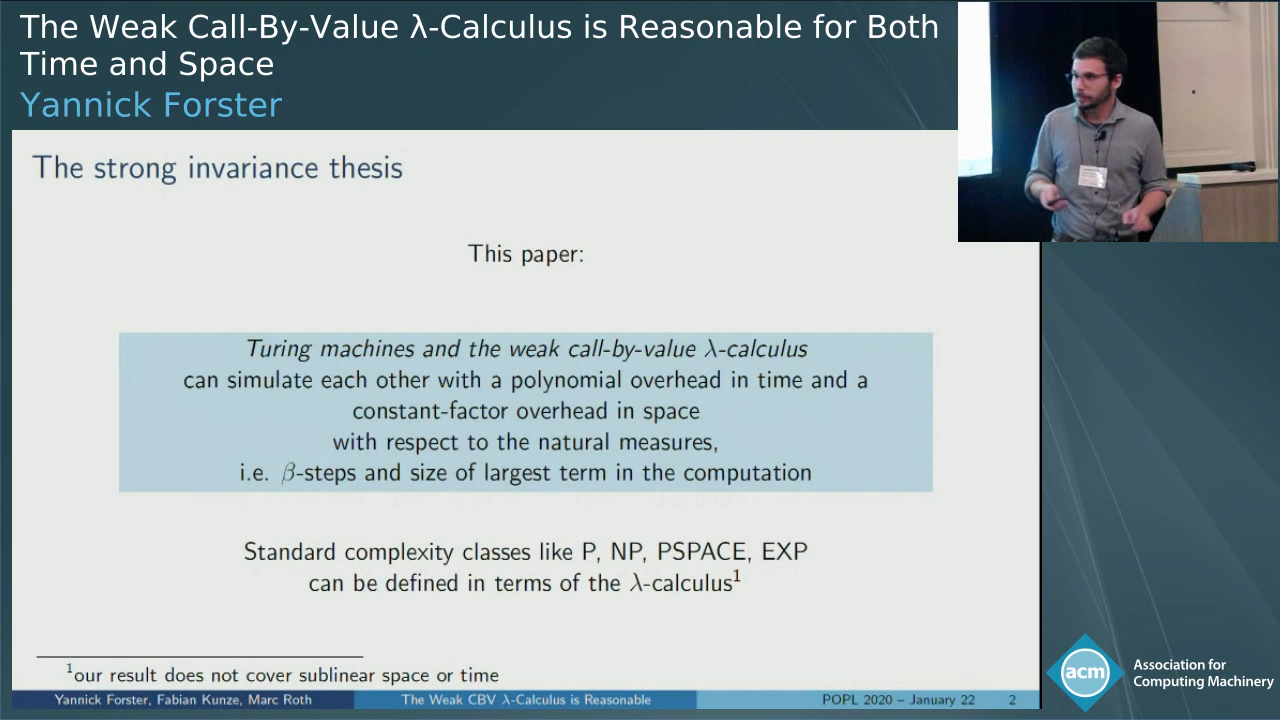 The Weak Call-By-Value λ-Calculus is Reasonable for Both
Time and Space
Yannick Forster
The strong invariance thesis
This paper:
Turing machines and the weak call-by-value λ-calculus
can simulate each other with a polynomial overhead in time and a
constant-factor overhead in space
with respect to the natural measures,
i.e. β-steps and size of largest term in the computation
Standard complexity classes like P, NP, PSPACE, EXP
can be defined in terms of the λ-calculus¹
¹our result does not cover sublinear space or time
Yannick Forster, Fabian Kunze, Marc Roth
The Weak CBV λ-Calculus is Reasonable
POPL 2020 – January 22
2
acm
Association for
Computing Machinery